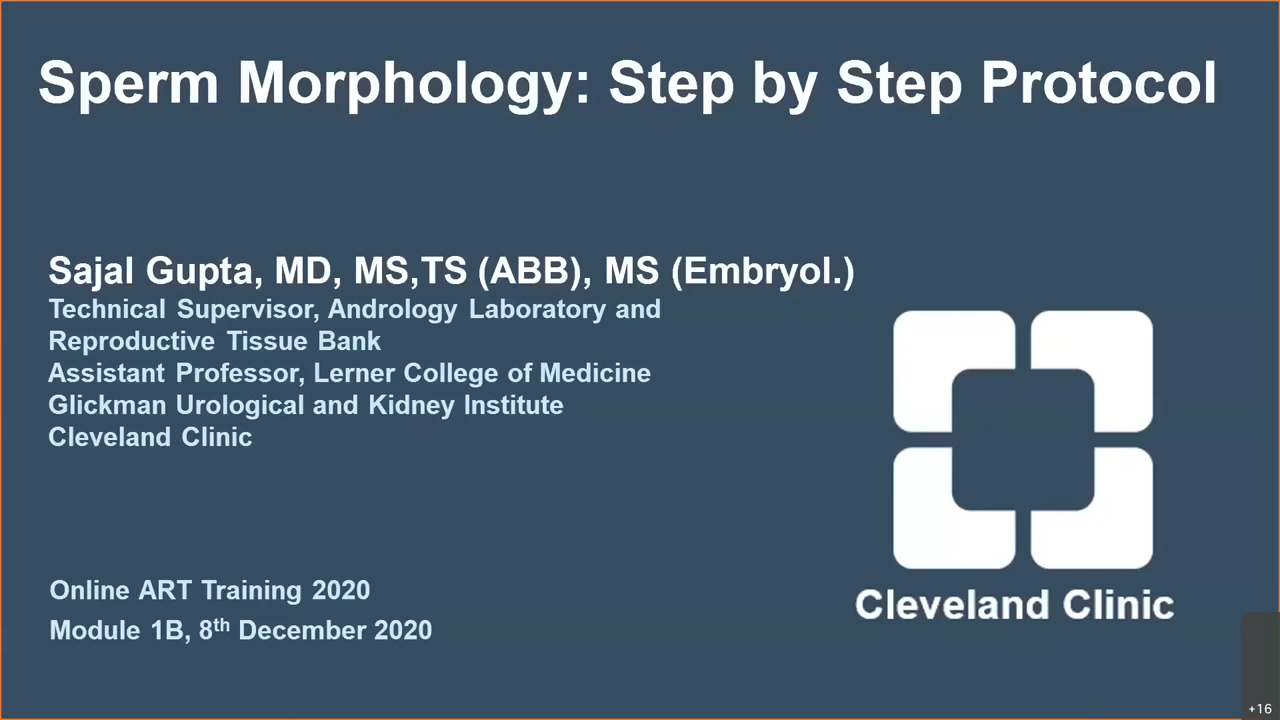 Sperm Morphology: Step by Step Protocol
Sajal Gupta, MD, MS,TS (ABB), MS (Embryol.)
Technical Supervisor, Andrology Laboratory and
Reproductive Tissue Bank
Assistant Professor, Lerner College of Medicine
Glickman Urological and Kidney Institute
Cleveland Clinic
Cleveland Clinic
Online ART Training 2020
Module 1B, 8th December 2020
+16